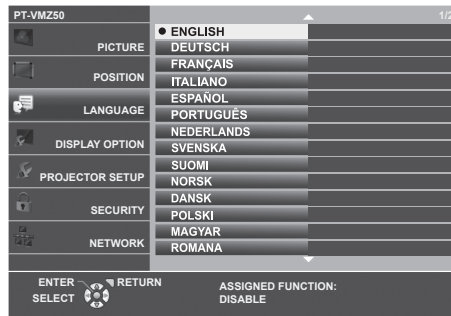 PT-VMZ50
1/2
PICTURE
POSITION
LANGUAGE
DISPLAY OPTION
PROJECTOR SETUP
SECURITY
NETWORK
ENGLISH
DEUTSCH
FRANÇAIS
ITALIANO
ESPAÑOL
PORTUGUÊS
NEDERLANDS
SVENSKA
SUOMI
NORSK
DANSK
POLSKI
MAGYAR
ROMANA
ENTER
RETURN
SELECT
ASSIGNED FUNCTION:
DISABLE